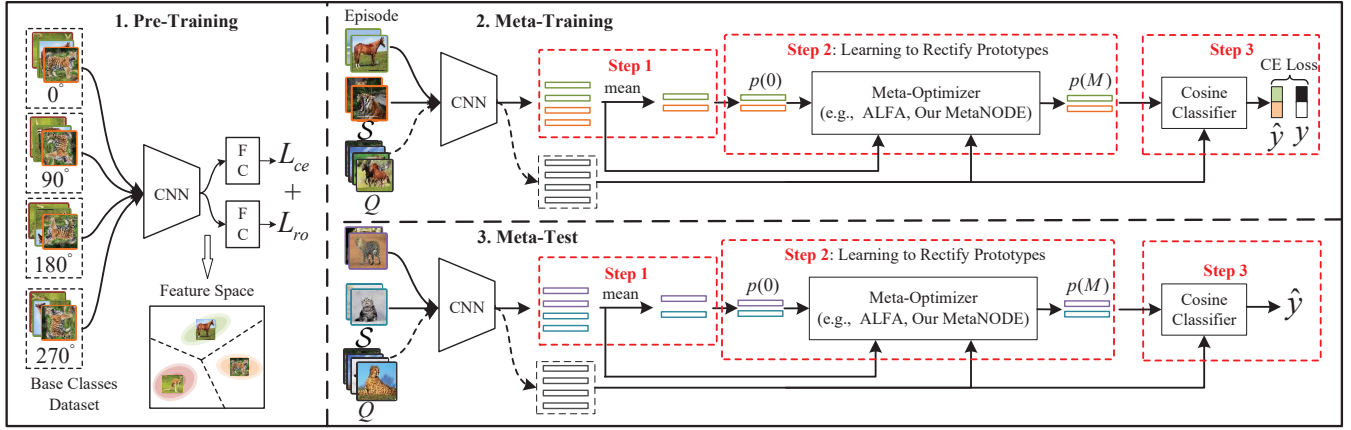 1. Pre-Training
0°
90°
180°
270°
Base Classes
Dataset
CNN
F
C
F
C
L_ce
+
L_ro
Feature Space
2. Meta-Training
Episode
S
Q
CNN
Step 1
mean
Step 2: Learning to Rectify Prototypes
p(0)
Meta-Optimizer
(e.g., ALFA, Our MetaNODE)
p(M)
Step 3
Cosine
Classifier
CE Loss
ŷ
y
3. Meta-Test
S
Q
CNN
Step 1
mean
Step 2: Learning to Rectify Prototypes
p(0)
Meta-Optimizer
(e.g., ALFA, Our MetaNODE)
p(M)
Step 3
Cosine
Classifier
ŷ